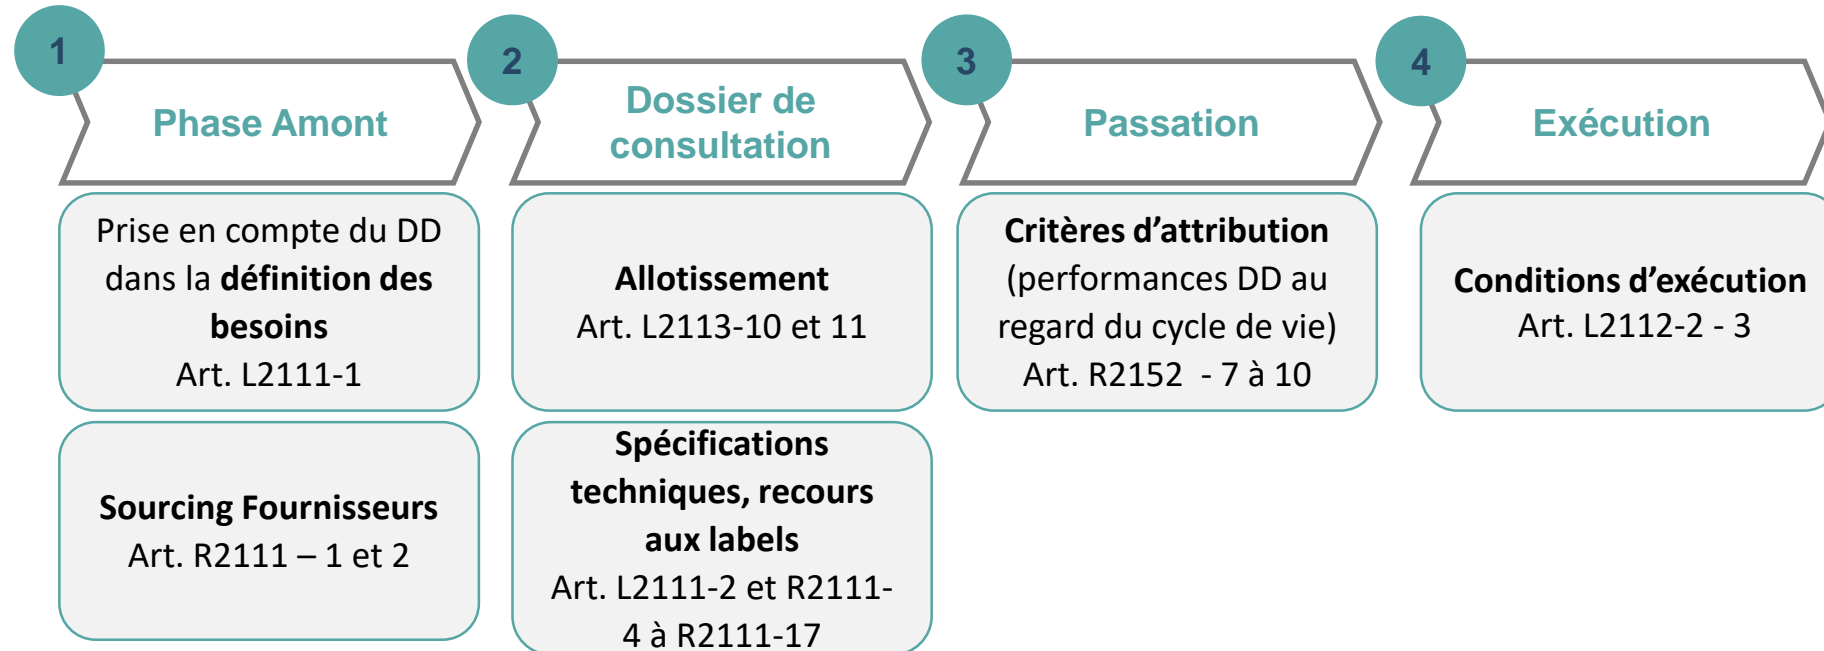 1
Phase Amont
2
Dossier de
consultation
3
Passation
4
Exécution
Prise en compte du DD
dans la définition des
besoins
Art. L2111-1
Sourcing Fournisseurs
Art. R2111 – 1 et 2
Allotissement
Art. L2113-10 et 11
Spécifications
techniques, recours
aux labels
Art. L2111-2 et R2111-
4 à R2111-17
Critères d’attribution
(performances DD au
regard du cycle de vie)
Art. R2152  - 7 à 10
Conditions d’exécution
Art. L2112-2 - 3